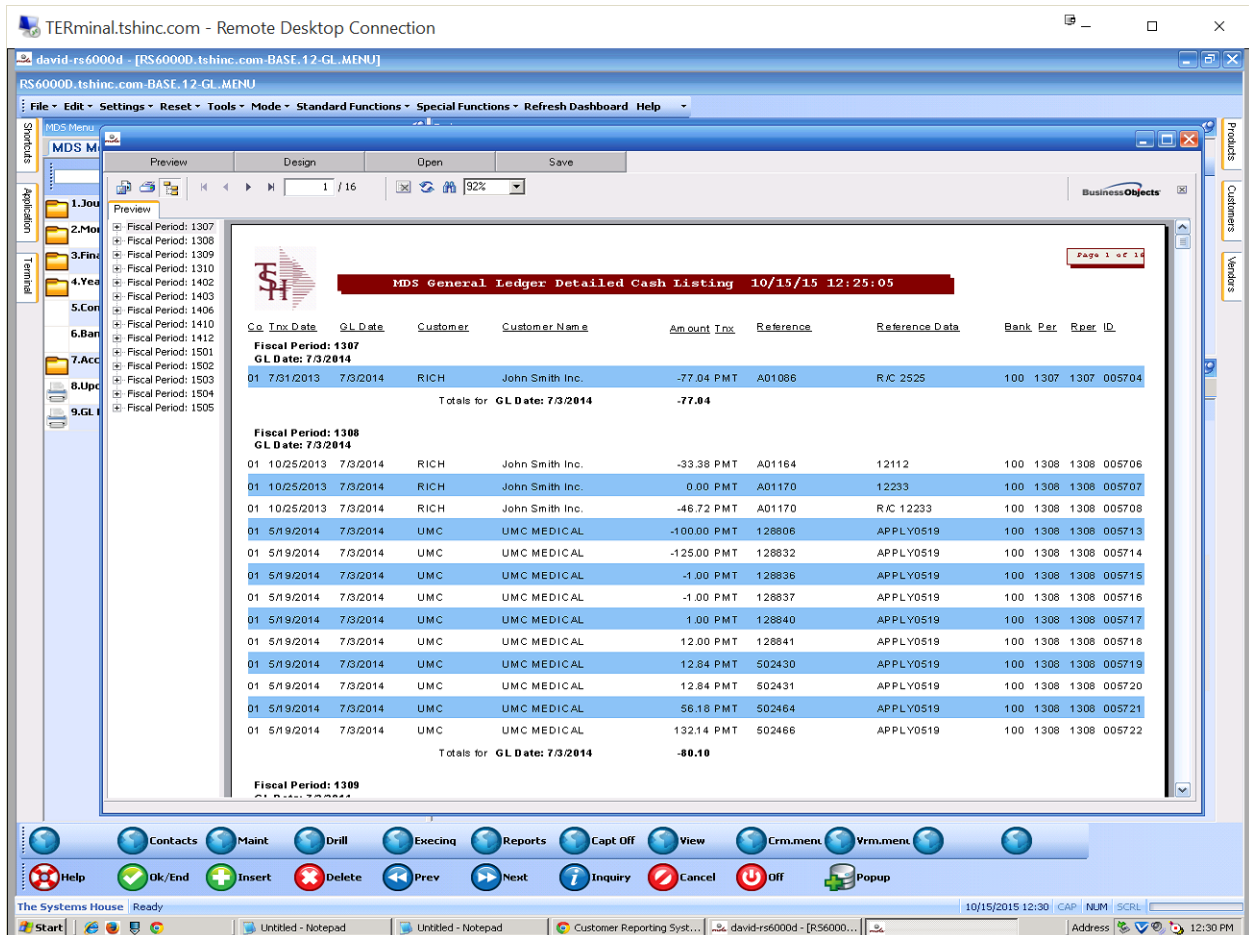 TERminal.tshinc.com - Remote Desktop Connection
david-rs6000d - [RS6000D.tshinc.com-BASE.12-GL.MENU]
RS6000D.tshinc.com-BASE.12-GL.MENU
File Edit Settings Reset Tools Mode Standard Functions Special Functions Refresh Dashboard Help
Shortcuts
Application
Terminal
MDS Menu
MDS M
1.Jou
2.Mo
3.Fina
4.Yea
5.Con
6.Ban
7.Acc
8.Upd
9.GL
Products
Customers
Vendors
Preview Design Open Save
1 / 16 92% BusinessObjects
Preview
Fiscal Period: 1307
Fiscal Period: 1308
Fiscal Period: 1309
Fiscal Period: 1310
Fiscal Period: 1402
Fiscal Period: 1403
Fiscal Period: 1406
Fiscal Period: 1410
Fiscal Period: 1412
Fiscal Period: 1501
Fiscal Period: 1502
Fiscal Period: 1503
Fiscal Period: 1504
Fiscal Period: 1505
Page 1 of 16
TSH
MDS General Ledger Detailed Cash Listing 10/15/15 12:25:05
Co Tnx Date GL Date Customer Customer Name Amount Tnx Reference Reference Data Bank Per Rper ID
Fiscal Period: 1307
GL Date: 7/3/2014
01 7/31/2013 7/3/2014 RICH John Smith Inc. -77.04 PMT A01086 R/C 2525 100 1307 1307 005704
Totals for GL Date: 7/3/2014 -77.04
Fiscal Period: 1308
GL Date: 7/3/2014
01 10/25/2013 7/3/2014 RICH John Smith Inc. -33.38 PMT A01164 12112 100 1308 1308 005706
01 10/25/2013 7/3/2014 RICH John Smith Inc. 0.00 PMT A01170 12233 100 1308 1308 005707
01 10/25/2013 7/3/2014 RICH John Smith Inc. -46.72 PMT A01170 R/C 12233 100 1308 1308 005708
01 5/19/2014 7/3/2014 UMC UMC MEDICAL -100.00 PMT 128806 APPLY0519 100 1308 1308 005713
01 5/19/2014 7/3/2014 UMC UMC MEDICAL -125.00 PMT 128832 APPLY0519 100 1308 1308 005714
01 5/19/2014 7/3/2014 UMC UMC MEDICAL -1.00 PMT 128836 APPLY0519 100 1308 1308 005715
01 5/19/2014 7/3/2014 UMC UMC MEDICAL -1.00 PMT 128837 APPLY0519 100 1308 1308 005716
01 5/19/2014 7/3/2014 UMC UMC MEDICAL 1.00 PMT 128840 APPLY0519 100 1308 1308 005717
01 5/19/2014 7/3/2014 UMC UMC MEDICAL 12.00 PMT 128841 APPLY0519 100 1308 1308 005718
01 5/19/2014 7/3/2014 UMC UMC MEDICAL 12.84 PMT 502430 APPLY0519 100 1308 1308 005719
01 5/19/2014 7/3/2014 UMC UMC MEDICAL 12.84 PMT 502431 APPLY0519 100 1308 1308 005720
01 5/19/2014 7/3/2014 UMC UMC MEDICAL 56.18 PMT 502464 APPLY0519 100 1308 1308 005721
01 5/19/2014 7/3/2014 UMC UMC MEDICAL 132.14 PMT 502466 APPLY0519 100 1308 1308 005722
Totals for GL Date: 7/3/2014 -80.10
Fiscal Period: 1309
Contacts Maint Drill Execinq Reports Capt Off View Crm.menu Vrm.menu
Help Ok/End Insert Delete Prev Next Inquiry Cancel Off Popup
The Systems House Ready 10/15/2015 12:30 CAP NUM SCRL
Start Untitled - Notepad Untitled - Notepad Customer Reporting Syst... david-rs6000d - [RS6000... Address 12:30 PM